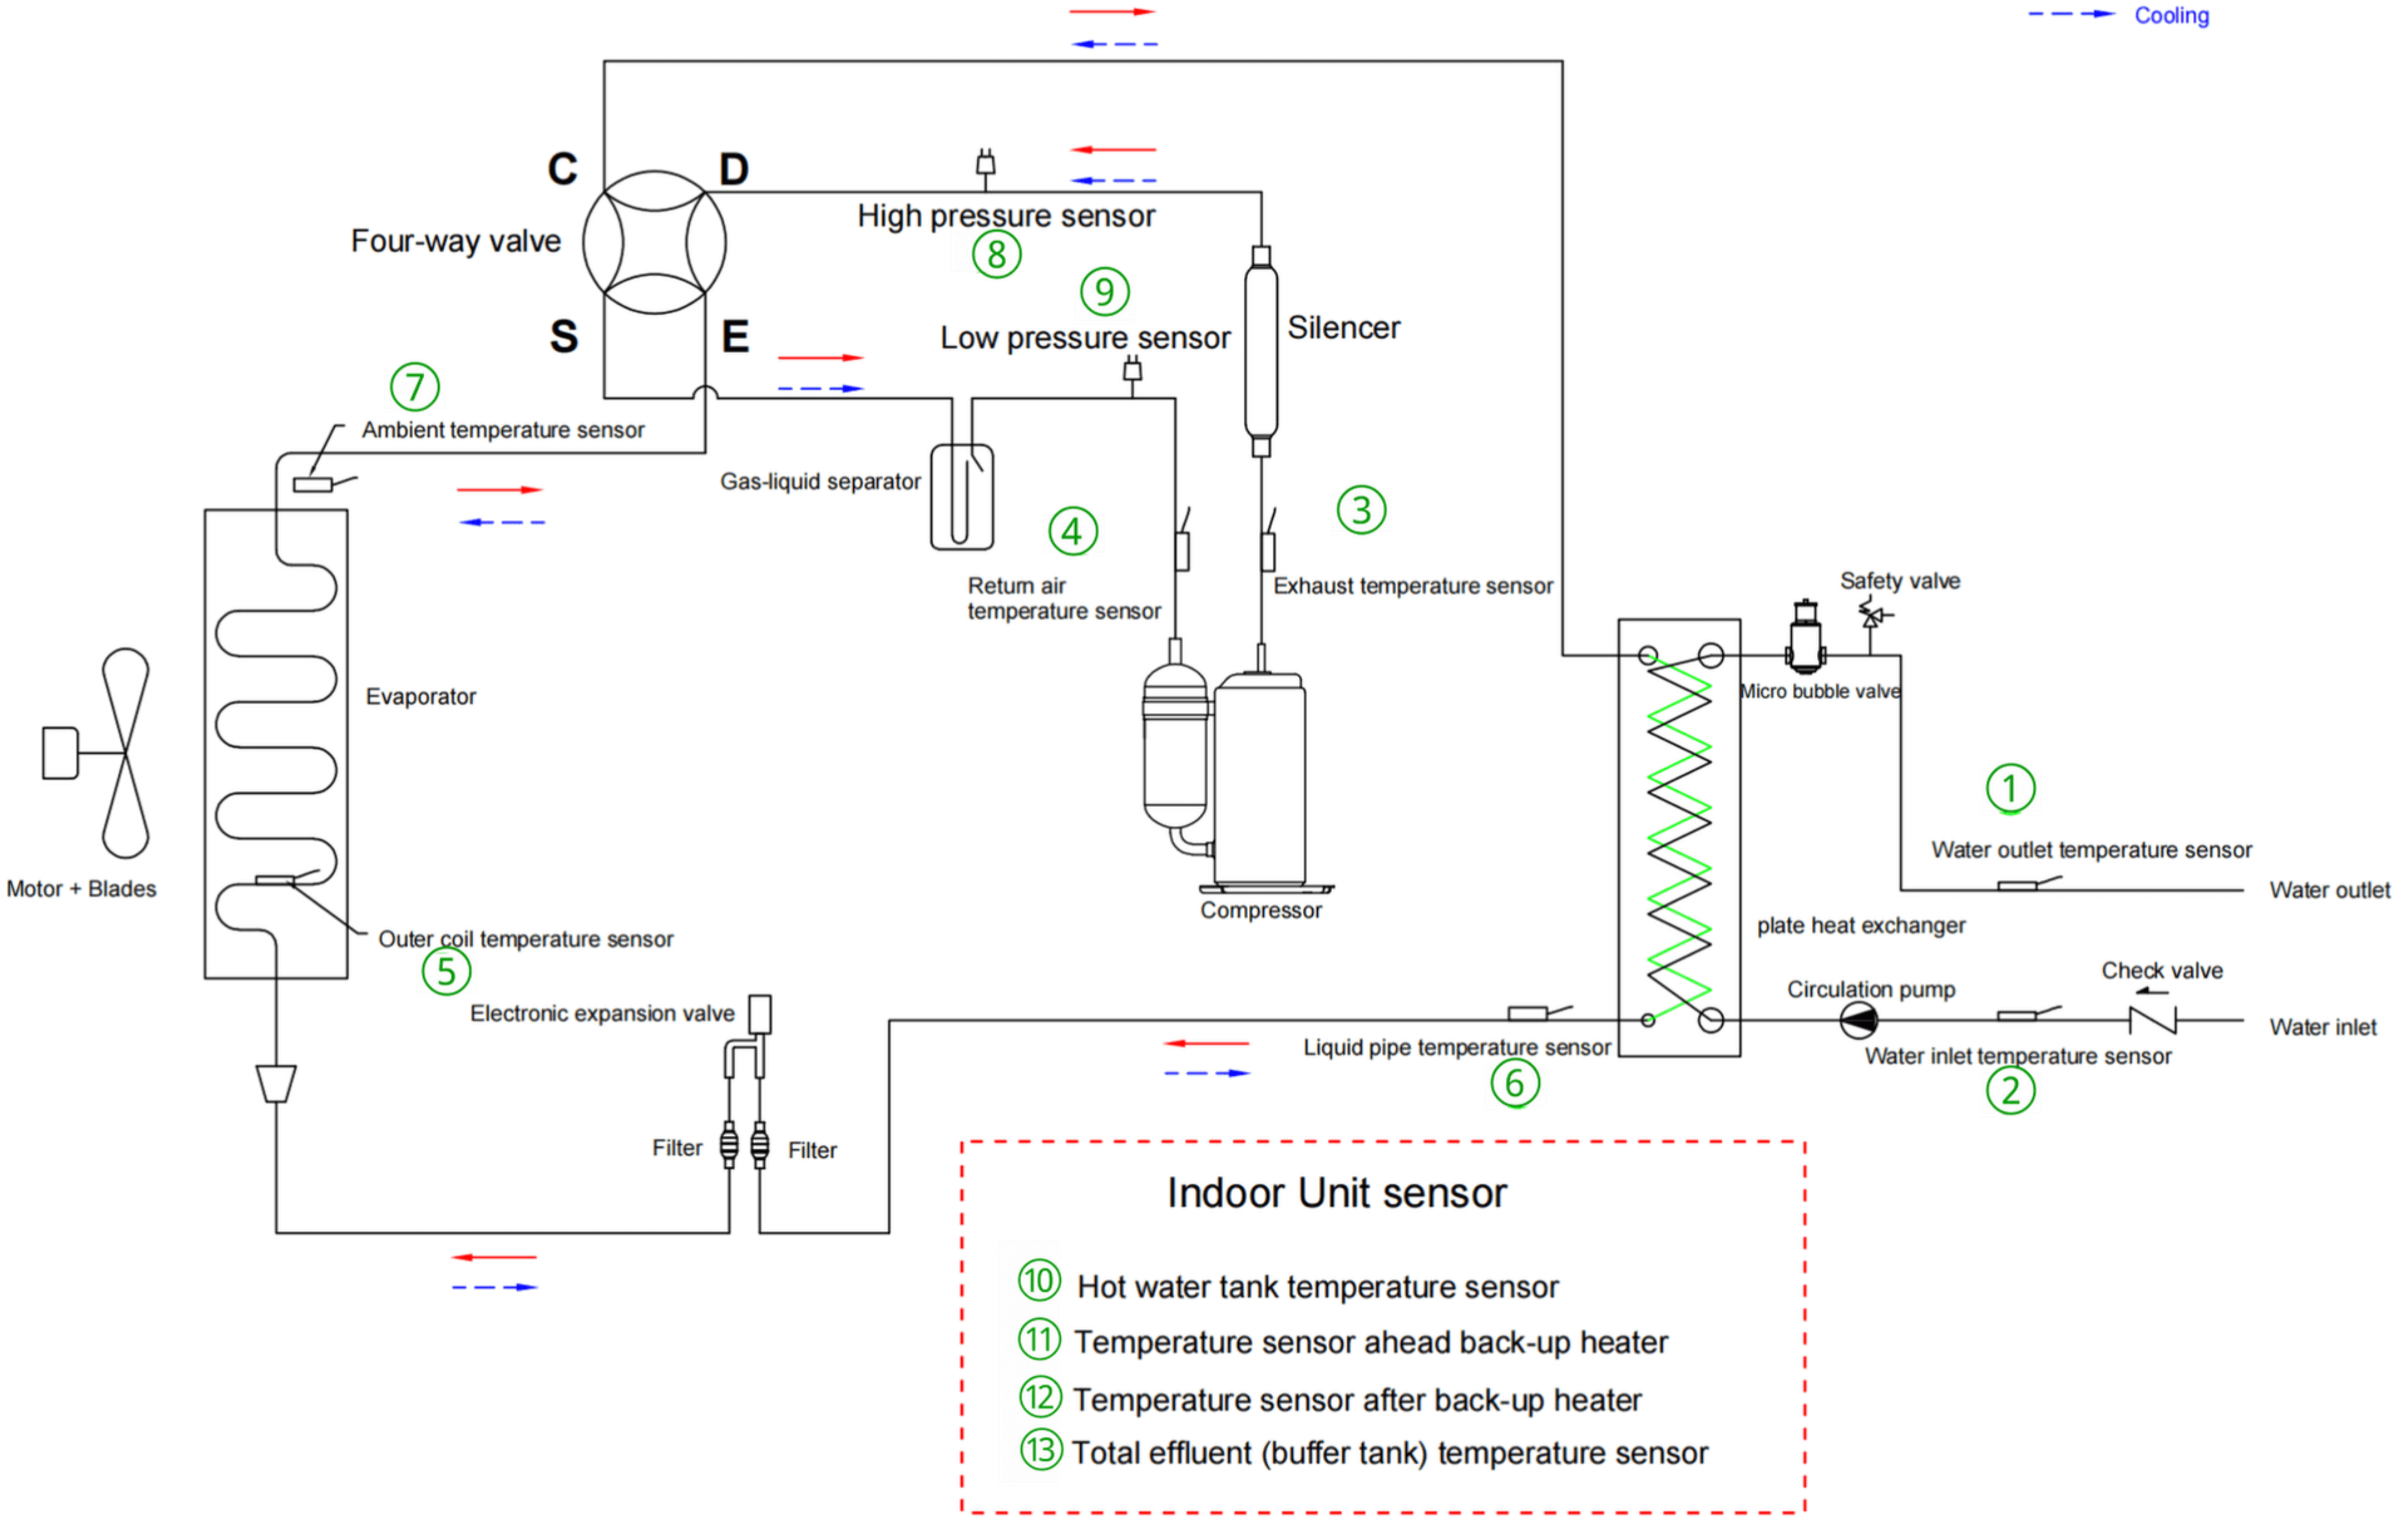 Cooling
C
D
High pressure sensor
Four-way valve
8
9
S
E
Low pressure sensor
Silencer
7
Ambient temperature sensor
Gas-liquid separator
4
3
Return air
temperature sensor
Exhaust temperature sensor
Safety valve
Evaporator
Micro bubble valve
1
Water outlet temperature sensor
Motor + Blades
Water outlet
Compressor
plate heat exchanger
Outer coil temperature sensor
5
Check valve
Circulation pump
Electronic expansion valve
Water inlet
Liquid pipe temperature sensor
6
Water inlet temperature sensor
2
Filter
Filter
Indoor Unit sensor
10 Hot water tank temperature sensor
11 Temperature sensor ahead back-up heater
12 Temperature sensor after back-up heater
13 Total effluent (buffer tank) temperature sensor